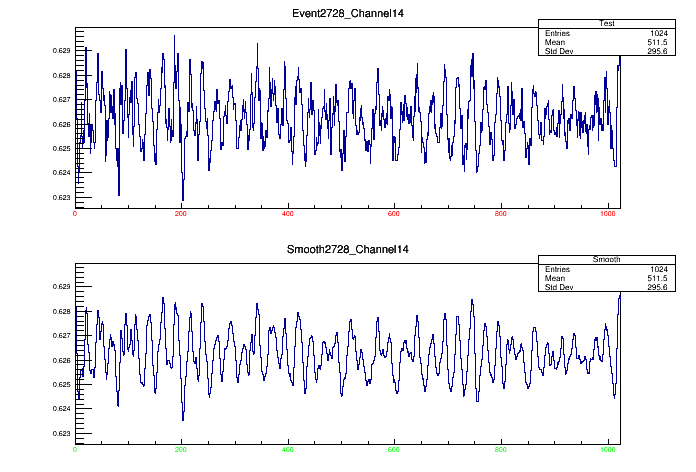 Event2728_Channel14
Test
Entries 1024
Mean 511.5
Std Dev 295.6
0.629
0.628
0.627
0.626
0.625
0.624
0.623
0 200 400 600 800 1000
Smooth2728_Channel14
Smooth
Entries 1024
Mean 511.5
Std Dev 295.6
0.629
0.628
0.627
0.626
0.625
0.624
0.623
0 200 400 600 800 1000